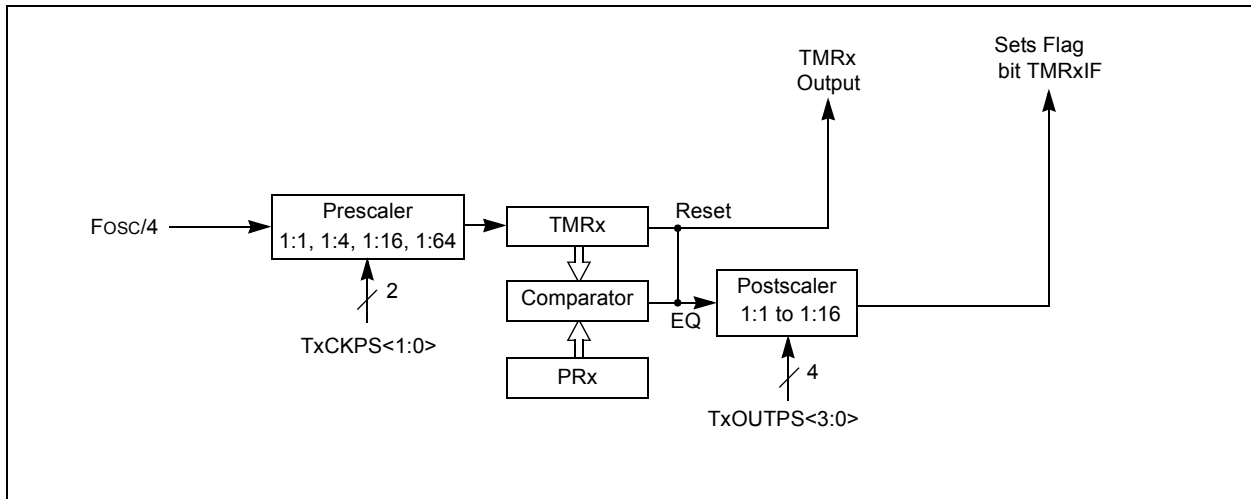 TMRx
Output
Sets Flag
bit TMRxIF
Fosc/4
Prescaler
1:1, 1:4, 1:16, 1:64
2
TxCKPS<1:0>
TMRx
Reset
Comparator
EQ
PRx
Postscaler
1:1 to 1:16
4
TxOUTPS<3:0>